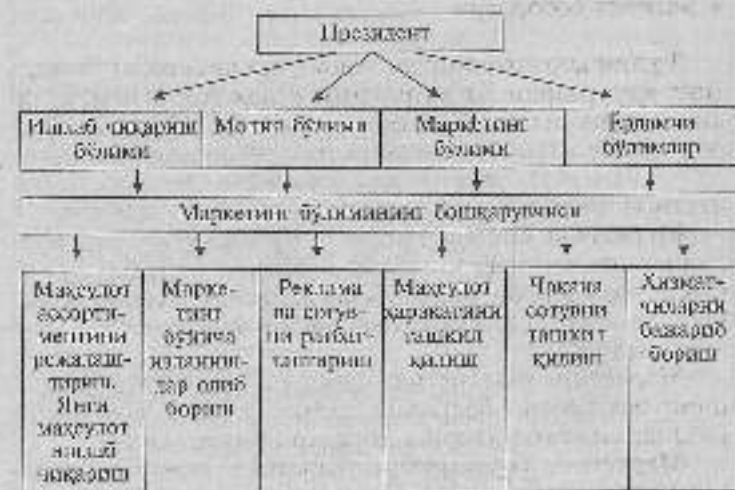 Президент
Ишлаб чиқариш
бўлими
Молия бўлими
Маркетинг
бўлими
Ёрдамчи
бўлимлар
Маркетинг бўлимининг бошқарувчиси
Маҳсулот
ассорти-
ментини
режалаш-
тириш.
Янги
маҳсулот
ишлаб
чиқариш
Марке-
тинг
бўйича
изланиш-
лар олиб
бориш
Реклама
ва сотув-
ни рағбат-
лантириш
Маҳсулот
ҳаракатини
ташкил
қилиш
Чакана
сотувни
ташкил
қилиш
Хизмат-
чиларни
бажариб
бориш